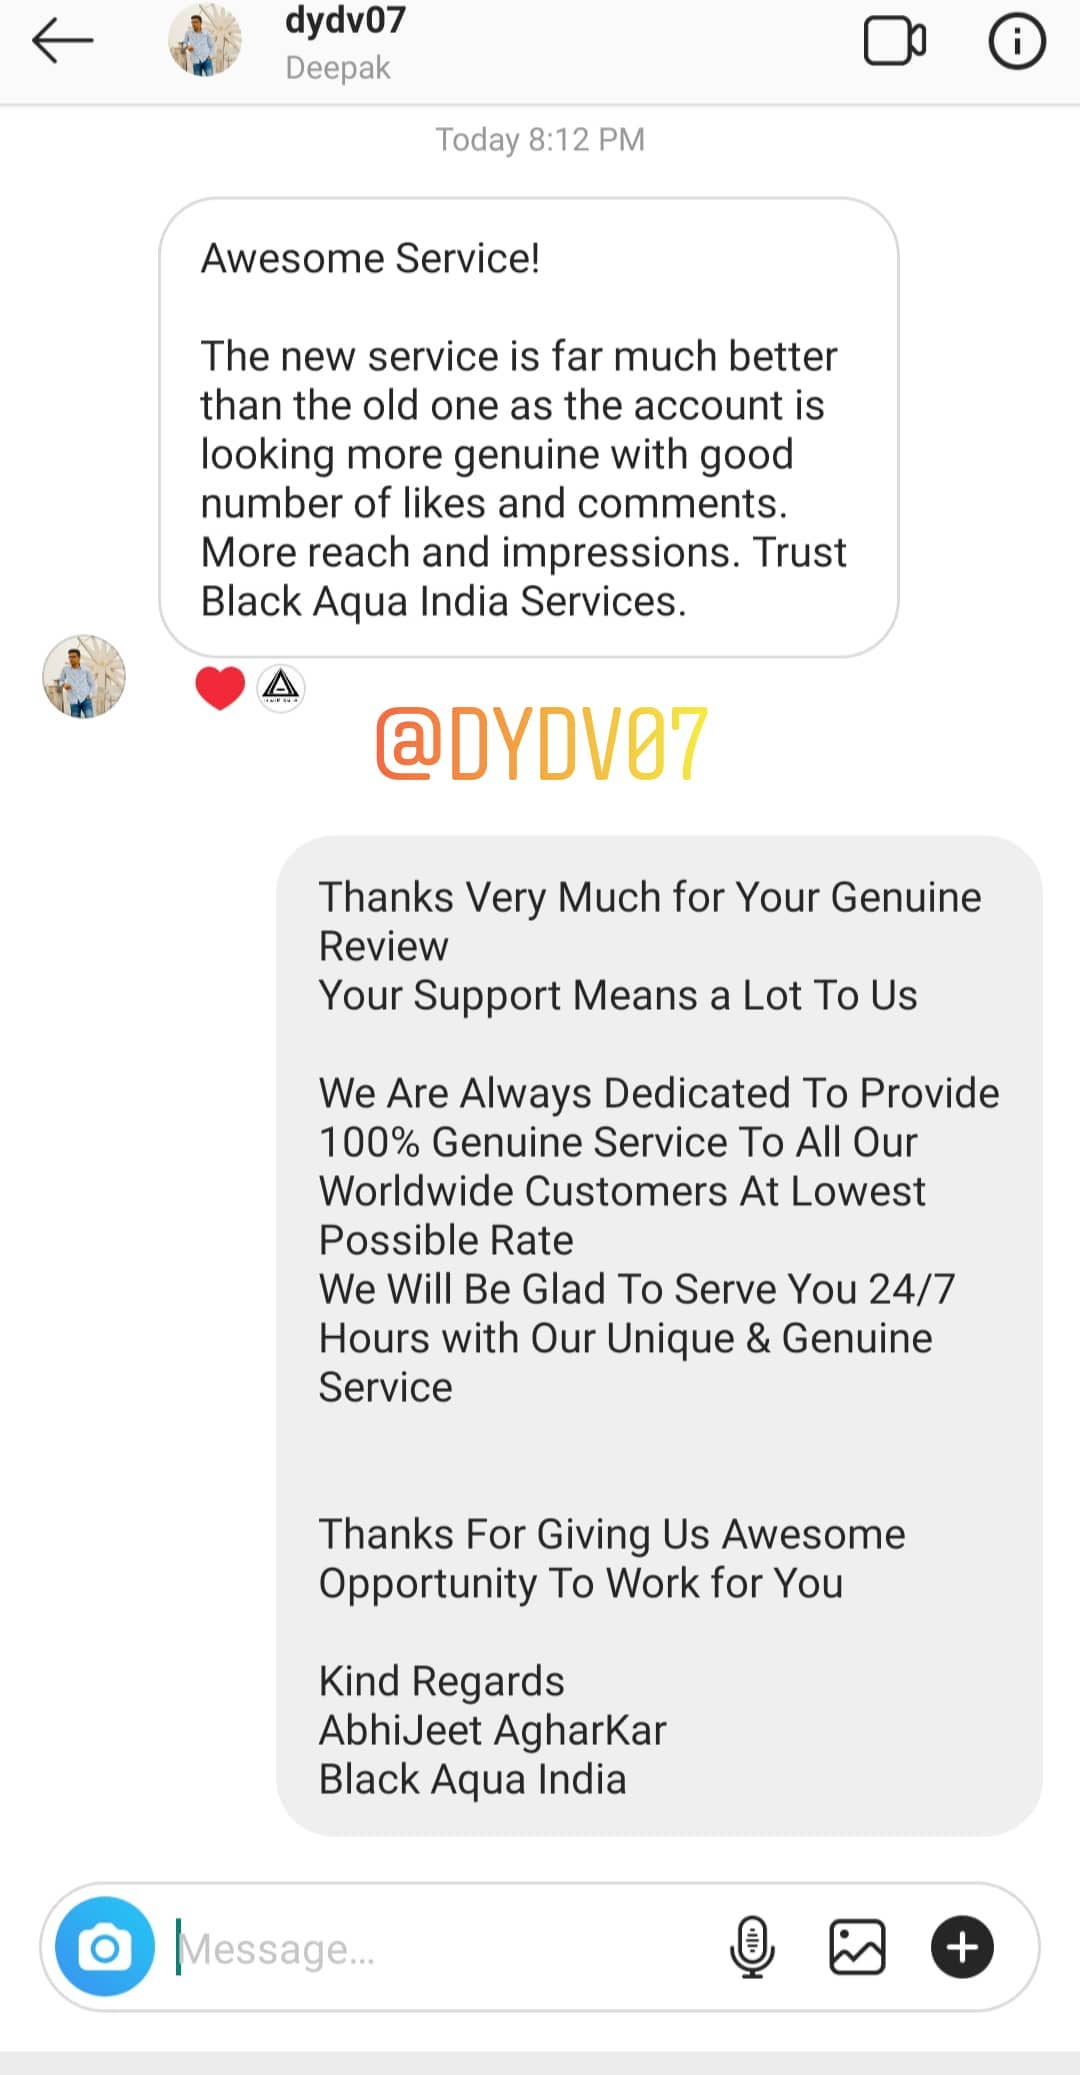 dydv07
Deepak
Today 8:12 PM
Awesome Service!
The new service is far much better
than the old one as the account is
looking more genuine with good
number of likes and comments.
More reach and impressions. Trust
Black Aqua India Services.
@DYDV07
Thanks Very Much for Your Genuine
Review
Your Support Means a Lot To Us
We Are Always Dedicated To Provide
100% Genuine Service To All Our
Worldwide Customers At Lowest
Possible Rate
We Will Be Glad To Serve You 24/7
Hours with Our Unique & Genuine
Service
Thanks For Giving Us Awesome
Opportunity To Work for You
Kind Regards
AbhiJeet AgharKar
Black Aqua India
Message...